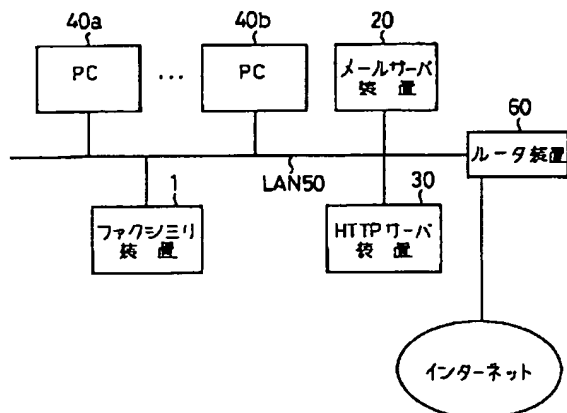 40a
40b
20
PC
...
PC
メールサーバ
装置
60
ルータ装置
LAN50
1
30
ファクシミリ
装置
HTTPサーバ
装置
インターネット